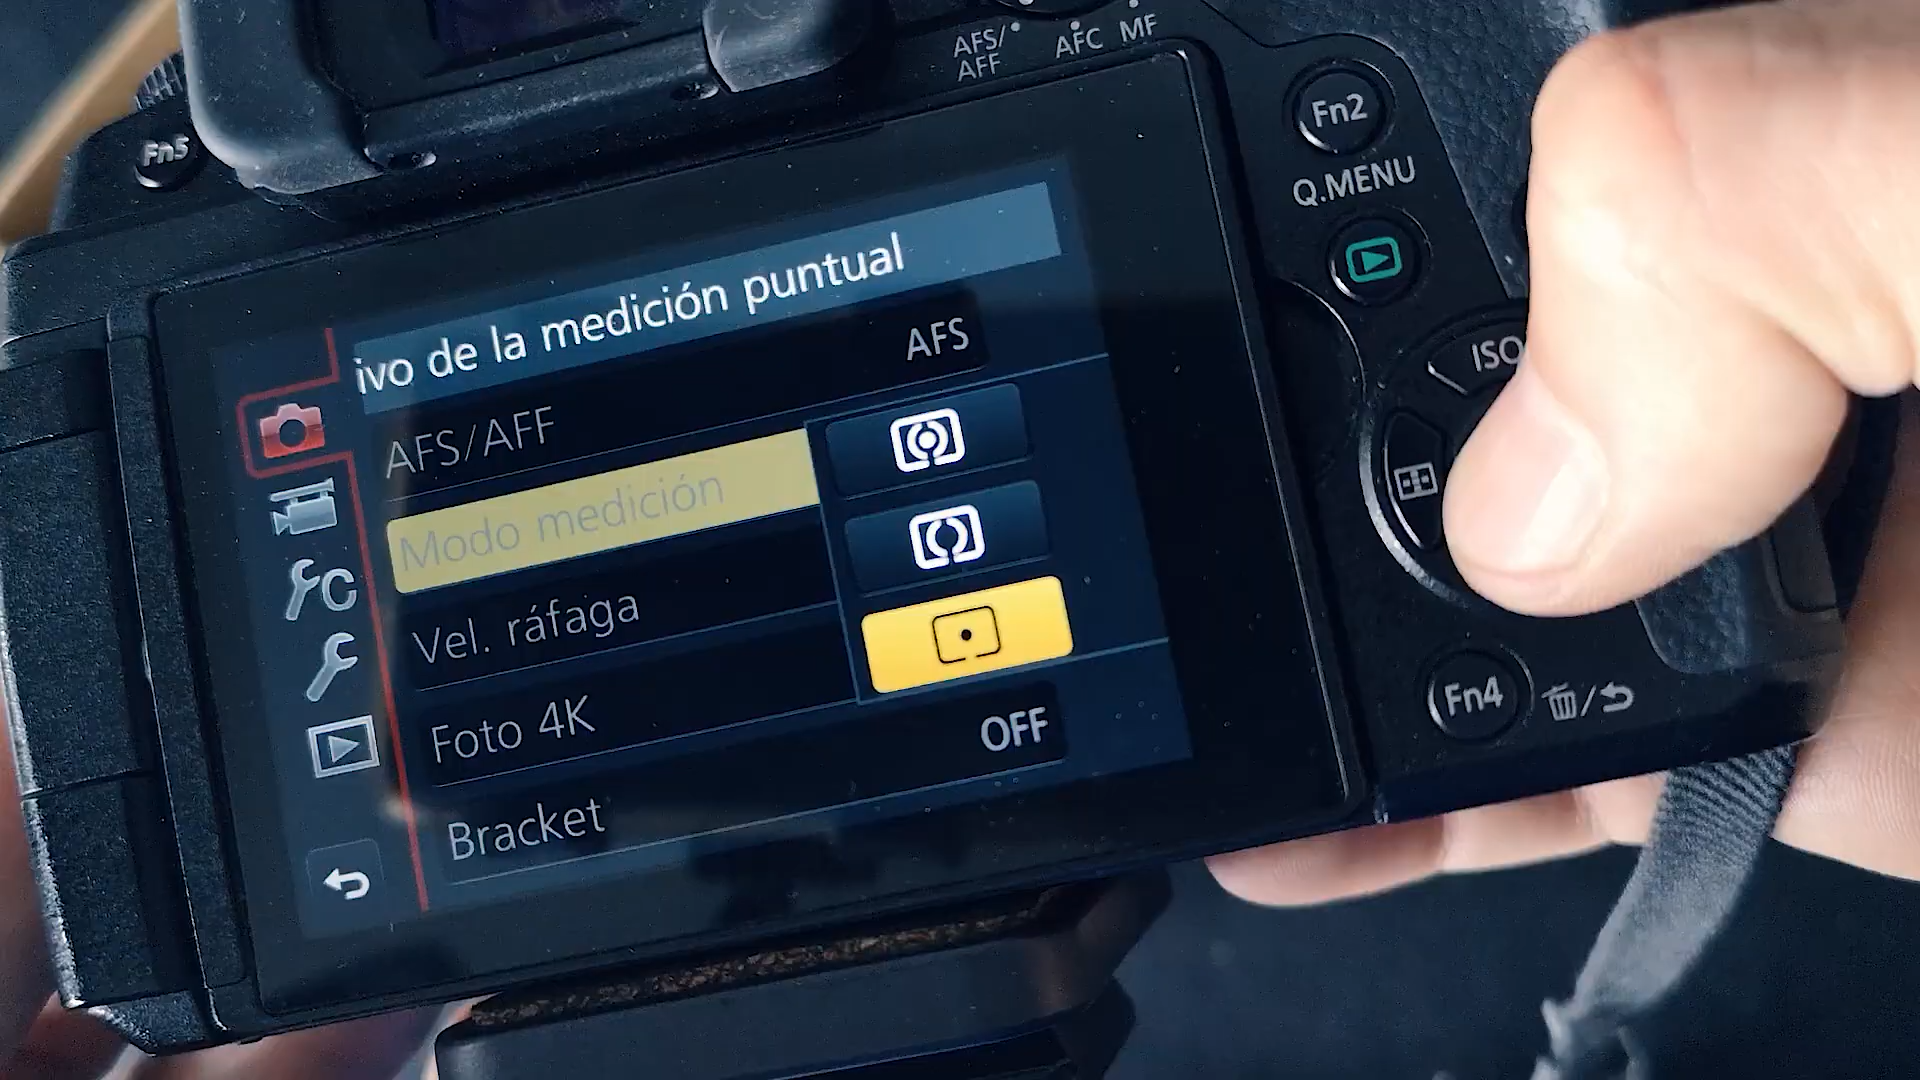 AFS/
AFF
AFC
MF
Fn5
Fn2
Q.MENU
ivo de la medición puntual
AFS/AFF
AFS
Modo medición
Vel. ráfaga
Foto 4K
Bracket
OFF
C
ISO
Fn4